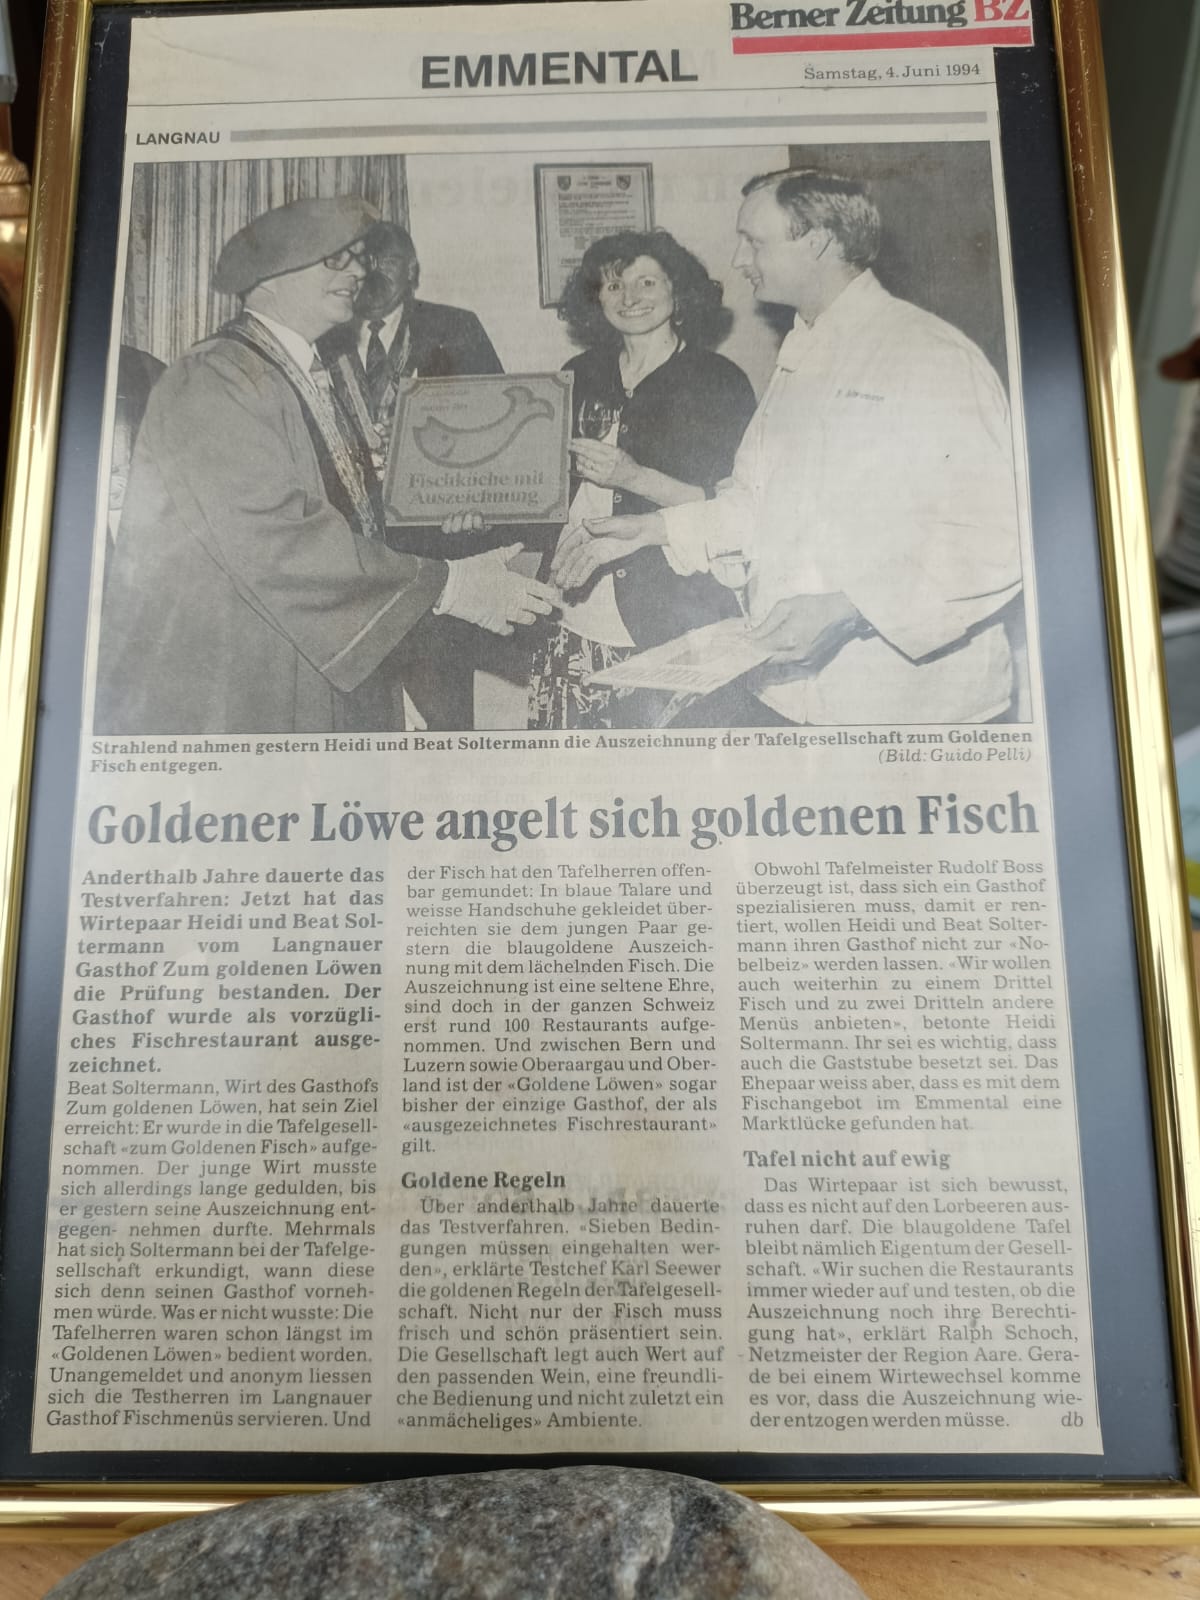 Berner Zeitung BZ
EMMENTAL
Samstag, 4. Juni 1994
LANGNAU
Fischküche mit
Auszeichnung
Strahlend nahmen gestern Heidi und Beat Soltermann die Auszeichnung der Tafelgesellschaft zum Goldenen
Fisch entgegen.
(Bild: Guido Pelli)
Goldener Löwe angelt sich goldenen Fisch
Anderthalb Jahre dauerte das
Testverfahren: Jetzt hat das
Wirtepaar Heidi und Beat Sol-
termann vom Langnauer
Gasthof Zum goldenen Löwen
die Prüfung bestanden. Der
Gasthof wurde als vorzügli-
ches Fischrestaurant ausge-
zeichnet.
Beat Soltermann, Wirt des Gasthofs
Zum goldenen Löwen, hat sein Ziel
erreicht: Er wurde in die Tafelgesell-
schaft «zum Goldenen Fisch» aufge-
nommen. Der junge Wirt musste
sich allerdings lange gedulden, bis
er gestern seine Auszeichnung ent-
gegen- nehmen durfte. Mehrmals
hat sich Soltermann bei der Tafelge-
sellschaft erkundigt, wann diese
sich denn seinen Gasthof vorneh-
men würde. Was er nicht wusste: Die
Tafelherren waren schon längst im
«Goldenen Löwen» bedient worden.
Unangemeldet und anonym liessen
sich die Testherren im Langnauer
Gasthof Fischmenüs servieren. Und
der Fisch hat den Tafelherren offen-
bar gemundet: In blaue Talare und
weisse Handschuhe gekleidet über-
reichten sie dem jungen Paar ge-
stern die blaugoldene Auszeich-
nung mit dem lächelnden Fisch. Die
Auszeichnung ist eine seltene Ehre,
sind doch in der ganzen Schweiz
erst rund 100 Restaurants aufge-
nommen. Und zwischen Bern und
Luzern sowie Oberaargau und Ober-
land ist der «Goldene Löwen» sogar
bisher der einzige Gasthof, der als
«ausgezeichnetes Fischrestaurant»
gilt.
Goldene Regeln
Über anderthalb Jahre dauerte
das Testverfahren. «Sieben Bedin-
gungen müssen eingehalten wer-
den», erklärte Testchef Karl Seewer
die goldenen Regeln der Tafelgesell-
schaft. Nicht nur der Fisch muss
frisch und schön präsentiert sein.
Die Gesellschaft legt auch Wert auf
den passenden Wein, eine freundli-
che Bedienung und nicht zuletzt ein
«anmächeliges» Ambiente.
Obwohl Tafelmeister Rudolf Boss
überzeugt ist, dass sich ein Gasthof
spezialisieren muss, damit er ren-
tiert, wollen Heidi und Beat Solter-
mann ihren Gasthof nicht zur «No-
belbeiz» werden lassen. «Wir wollen
auch weiterhin zu einem Drittel
Fisch und zu zwei Dritteln andere
Menüs anbieten», betonte Heidi
Soltermann. Ihr sei es wichtig, dass
auch die Gaststube besetzt sei. Das
Ehepaar weiss aber, dass es mit dem
Fischangebot im Emmental eine
Marktlücke gefunden hat.
Tafel nicht auf ewig
Das Wirtepaar ist sich bewusst,
dass es nicht auf den Lorbeeren aus-
ruhen darf. Die blaugoldene Tafel
bleibt nämlich Eigentum der Gesell-
schaft. «Wir suchen die Restaurants
immer wieder auf und testen, ob die
Auszeichnung noch ihre Berechti-
gung hat», erklärt Ralph Schoch,
Netzmeister der Region Aare. Gera-
de bei einem Wirtewechsel komme
es vor, dass die Auszeichnung wie-
der entzogen werden müsse. db